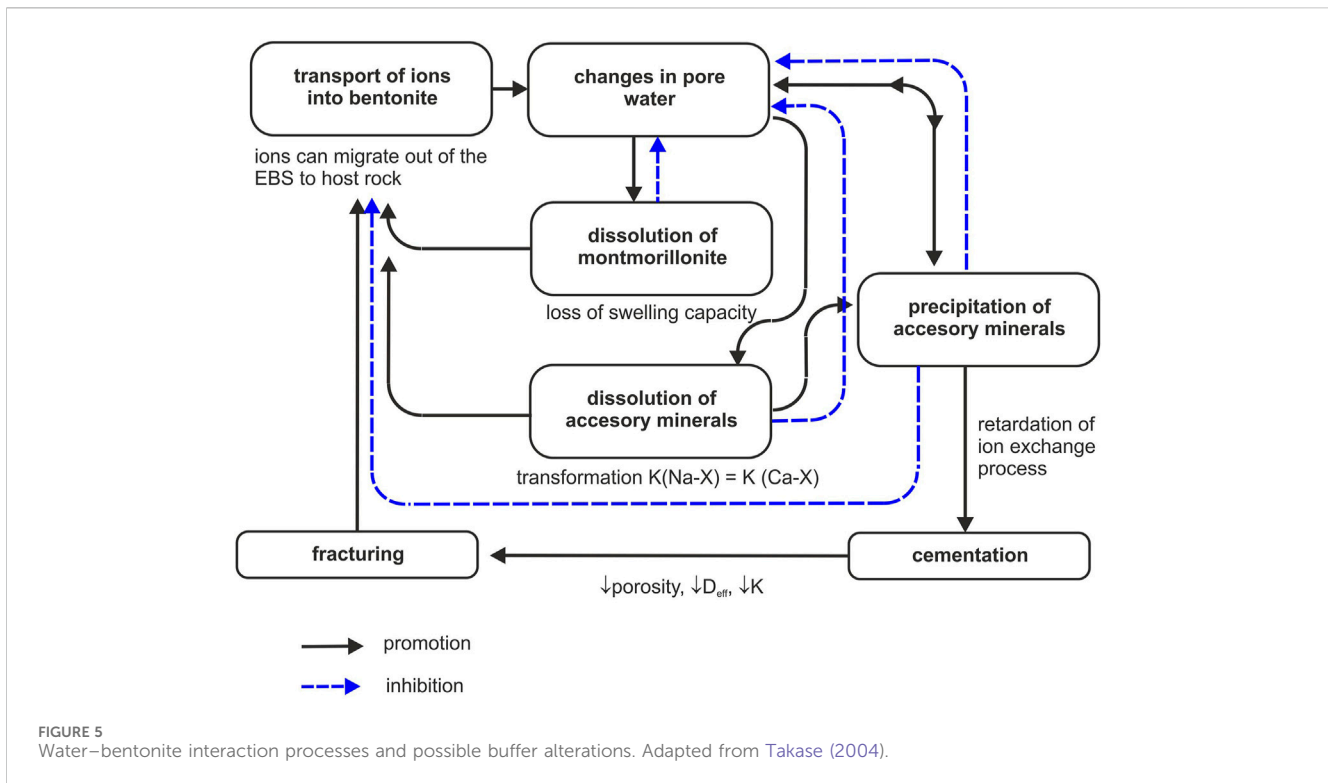 transport of ions
into bentonite
changes in pore
water
ions can migrate out of the
EBS to host rock
dissolution of
montmorillonite
loss of swelling capacity
precipitation of
accesory minerals
dissolution of
accesory minerals
retardation of
ion exchange
process
transformation K(Na-X) = K (Ca-X)
fracturing
cementation
↓porosity, ↓Deff, ↓K
promotion
inhibition
FIGURE 5
Water–bentonite interaction processes and possible buffer alterations. Adapted from Takase (2004).